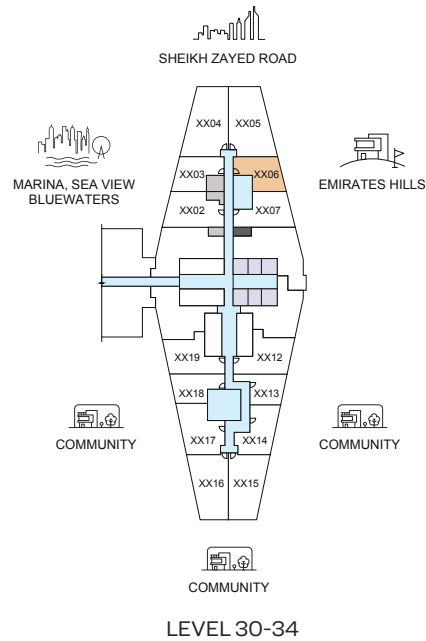 SHEIKH ZAYED ROAD
XX04
XX05
MARINA, SEA VIEW
BLUEWATERS
XX03
XX06
EMIRATES HILLS
XX02
XX07
XX19
XX12
XX18
XX13
COMMUNITY
COMMUNITY
XX17
XX14
XX16
XX15
COMMUNITY
LEVEL 30-34